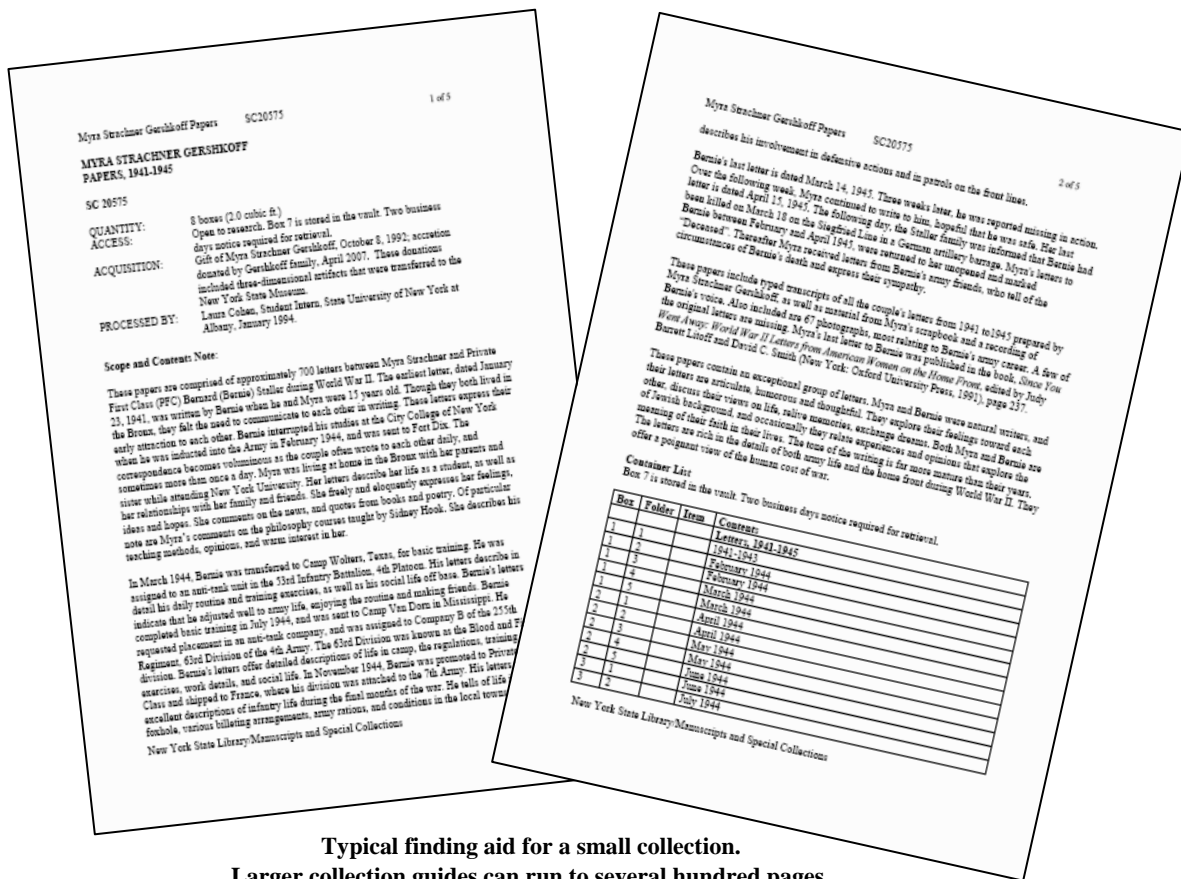 1 of 5
Myra Strachner Gershkoff Papers SC20575
MYRA STRACHNER GERSHKOFF
PAPERS, 1941-1945
SC 20575
QUANTITY: 8 boxes (2.0 cubic ft.)
ACCESS: Open to research. Box 7 is stored in the vault. Two business
days notice required for retrieval.
ACQUISITION: Gift of Myra Strachner Gershkoff, October 8, 1992; accretion
donated by Gershkoff family, April 2007. These donations
included three-dimensional artifacts that were transferred to the
New York State Museum.
PROCESSED BY: Laura Cohen, Student Intern, State University of New York at
Albany, January 1994.
Scope and Contents Note:
These papers are comprised of approximately 700 letters between Myra Strachner and Private
First Class (PFC) Bernard (Bernie) Staller during World War II. The earliest letter, dated January
23, 1941, was written by Bernie when he and Myra were 15 years old. Though they both lived in
the Bronx, they felt the need to communicate to each other in writing. These letters express their
early attraction to each other. Bernie interrupted his studies at the City College of New York
when he was inducted into the Army in February 1944, and was sent to Fort Dix. The
correspondence becomes voluminous as the couple often wrote to each other daily, and
sometimes more than once a day. Myra was living at home in the Bronx with her parents and
sister while attending New York University. Her letters describe her life as a student, as well as
her relationships with her family and friends. She freely and eloquently expresses her feelings,
ideas and hopes. She comments on the news, and quotes from books and poetry. Of particular
note are Myra's comments on the philosophy courses taught by Sidney Hook. She describes his
teaching methods, opinions, and warm interest in her.
In March 1944, Bernie was transferred to Camp Wolters, Texas, for basic training. He was
assigned to an anti-tank unit in the 53rd Infantry Battalion, 4th Platoon. His letters describe in
detail his daily routine and training exercises, as well as his social life off base. Bernie's letters
indicate that he adjusted well to army life, enjoying the routine and making friends. Bernie
completed basic training in July 1944, and was sent to Camp Van Dorn in Mississippi. He
requested placement in an anti-tank company, and was assigned to Company B of the 255th
Regiment, 63rd Division of the 4th Army. The 63rd Division was known as the Blood and F
division. Bernie's letters offer detailed descriptions of life in camp, the regulations, training
exercises, work details, and social life. In November 1944, Bernie was promoted to Private
Class and shipped to France, where his division was attached to the 7th Army. His letters
excellent descriptions of infantry life during the final months of the war. He tells of life
foxhole, various billeting arrangements, army rations, and conditions in the local towns
New York State Library/Manuscripts and Special Collections
Myra Strachner Gershkoff Papers SC20575
2 of 5
describes his involvement in defensive actions and in patrols on the front lines.
Bernie's last letter is dated March 14, 1945. Three weeks later, he was reported missing in action.
Over the following week, Myra continued to write to him, hopeful that he was safe. Her last
letter is dated April 15, 1945. The following day, the Staller family was informed that Bernie had
been killed on March 18 on the Siegfried Line in a German artillery barrage. Myra's letters to
Bernie between February and April 1945, were returned to her unopened and marked
"Deceased". Thereafter Myra received letters from Bernie's army friends, who tell of the
circumstances of Bernie's death and express their sympathy.
These papers include typed transcripts of all the couple's letters from 1941 to1945 prepared by
Myra Strachner Gershkoff, as well as material from Myra's scrapbook and a recording of
Bernie's voice. Also included are 67 photographs, most relating to Bernie's army career. A few of
the original letters are missing. Myra's last letter to Bernie was published in the book, Since You
Went Away: World War II Letters from American Women on the Home Front, edited by Judy
Barrett Litoff and David C. Smith (New York: Oxford University Press, 1991), page 237.
These papers contain an exceptional group of letters. Myra and Bernie were natural writers, and
their letters are articulate, humorous and thoughtful. They explore their feelings toward each
other, discuss their views on life, relive memories, exchange dreams. Both Myra and Bernie are
of Jewish background, and occasionally they relate experiences and opinions that explore the
meaning of their faith in their lives. The tone of the writing is far more mature than their years.
The letters are rich in the details of both army life and the home front during World War II. They
offer a poignant view of the human cost of war.
Container List
Box 7 is stored in the vault. Two business days notice required for retrieval.
Box Folder Item Contents
Letters, 1941-1945
1 1 1941-1943
1 2 February 1944
1 3 February 1944
1 4 March 1944
1 5 March 1944
2 1 April 1944
2 2 April 1944
2 3 May 1944
2 4 May 1944
2 5 June 1944
3 1 June 1944
3 2 July 1944
New York State Library/Manuscripts and Special Collections
Typical finding aid for a small collection.
Larger collection guides can run to several hundred pages